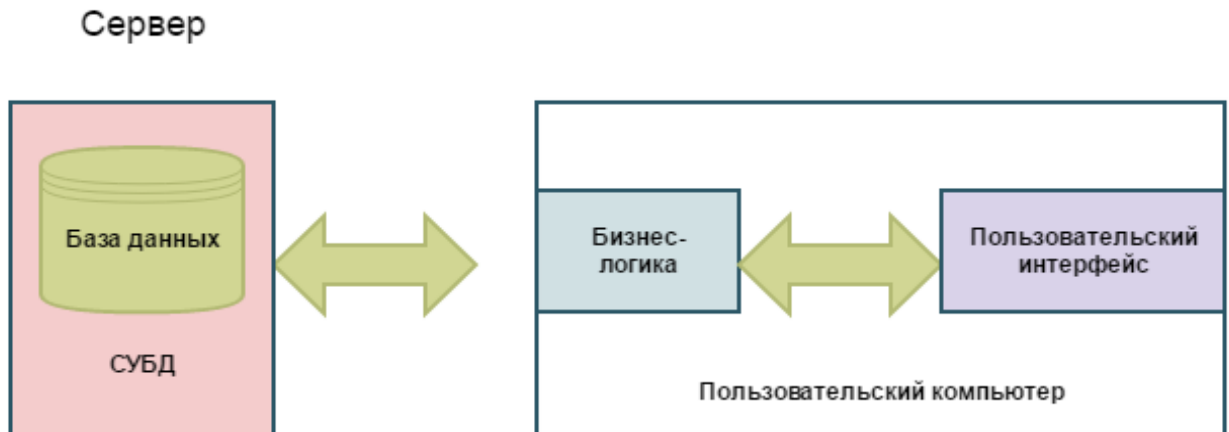 Сервер
База данных
СУБД
Бизнес-
логика
Пользовательский
интерфейс
Пользовательский компьютер